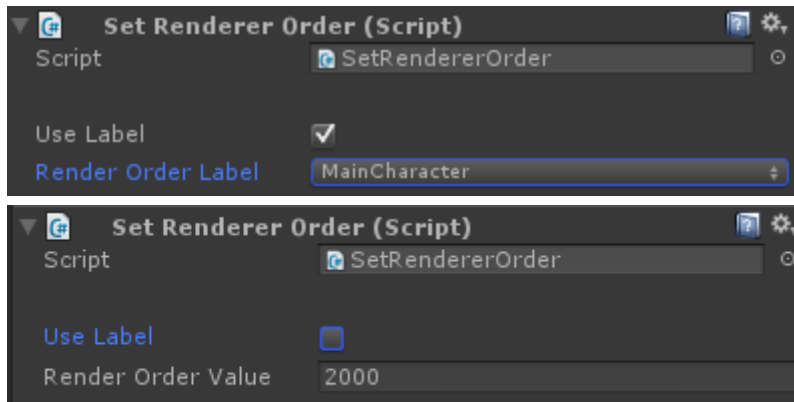 Set Renderer Order (Script)
Script SetRendererOrder
Use Label
Render Order Label MainCharacter
Set Renderer Order (Script)
Script SetRendererOrder
Use Label
Render Order Value 2000